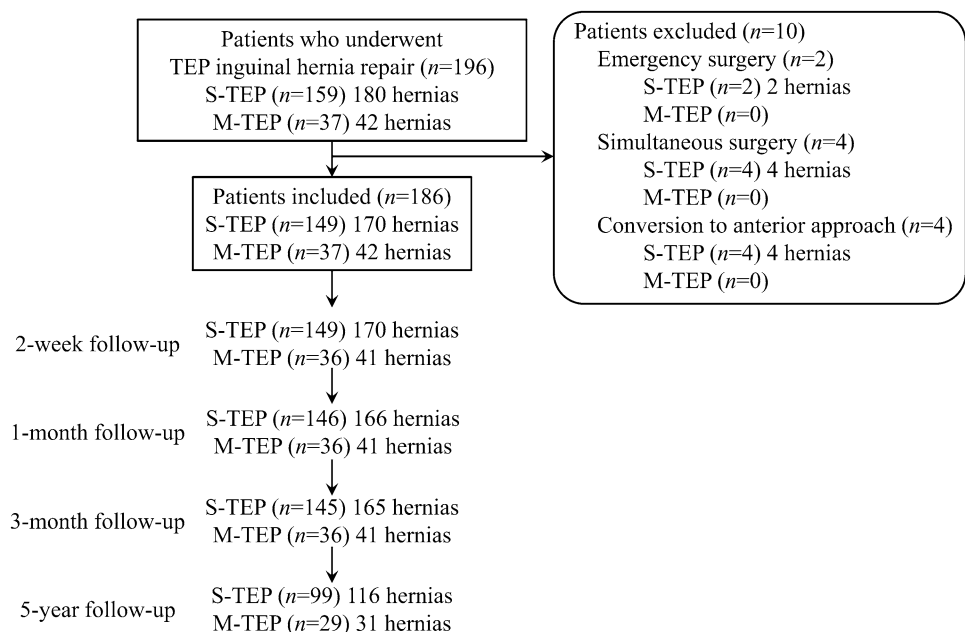 Patients who underwent
TEP inguinal hernia repair (n=196)
S-TEP (n=159) 180 hernias
M-TEP (n=37) 42 hernias
Patients excluded (n=10)
Emergency surgery (n=2)
S-TEP (n=2) 2 hernias
M-TEP (n=0)
Simultaneous surgery (n=4)
S-TEP (n=4) 4 hernias
M-TEP (n=0)
Conversion to anterior approach (n=4)
S-TEP (n=4) 4 hernias
M-TEP (n=0)
Patients included (n=186)
S-TEP (n=149) 170 hernias
M-TEP (n=37) 42 hernias
2-week follow-up
S-TEP (n=149) 170 hernias
M-TEP (n=36) 41 hernias
1-month follow-up
S-TEP (n=146) 166 hernias
M-TEP (n=36) 41 hernias
3-month follow-up
S-TEP (n=145) 165 hernias
M-TEP (n=36) 41 hernias
5-year follow-up
S-TEP (n=99) 116 hernias
M-TEP (n=29) 31 hernias